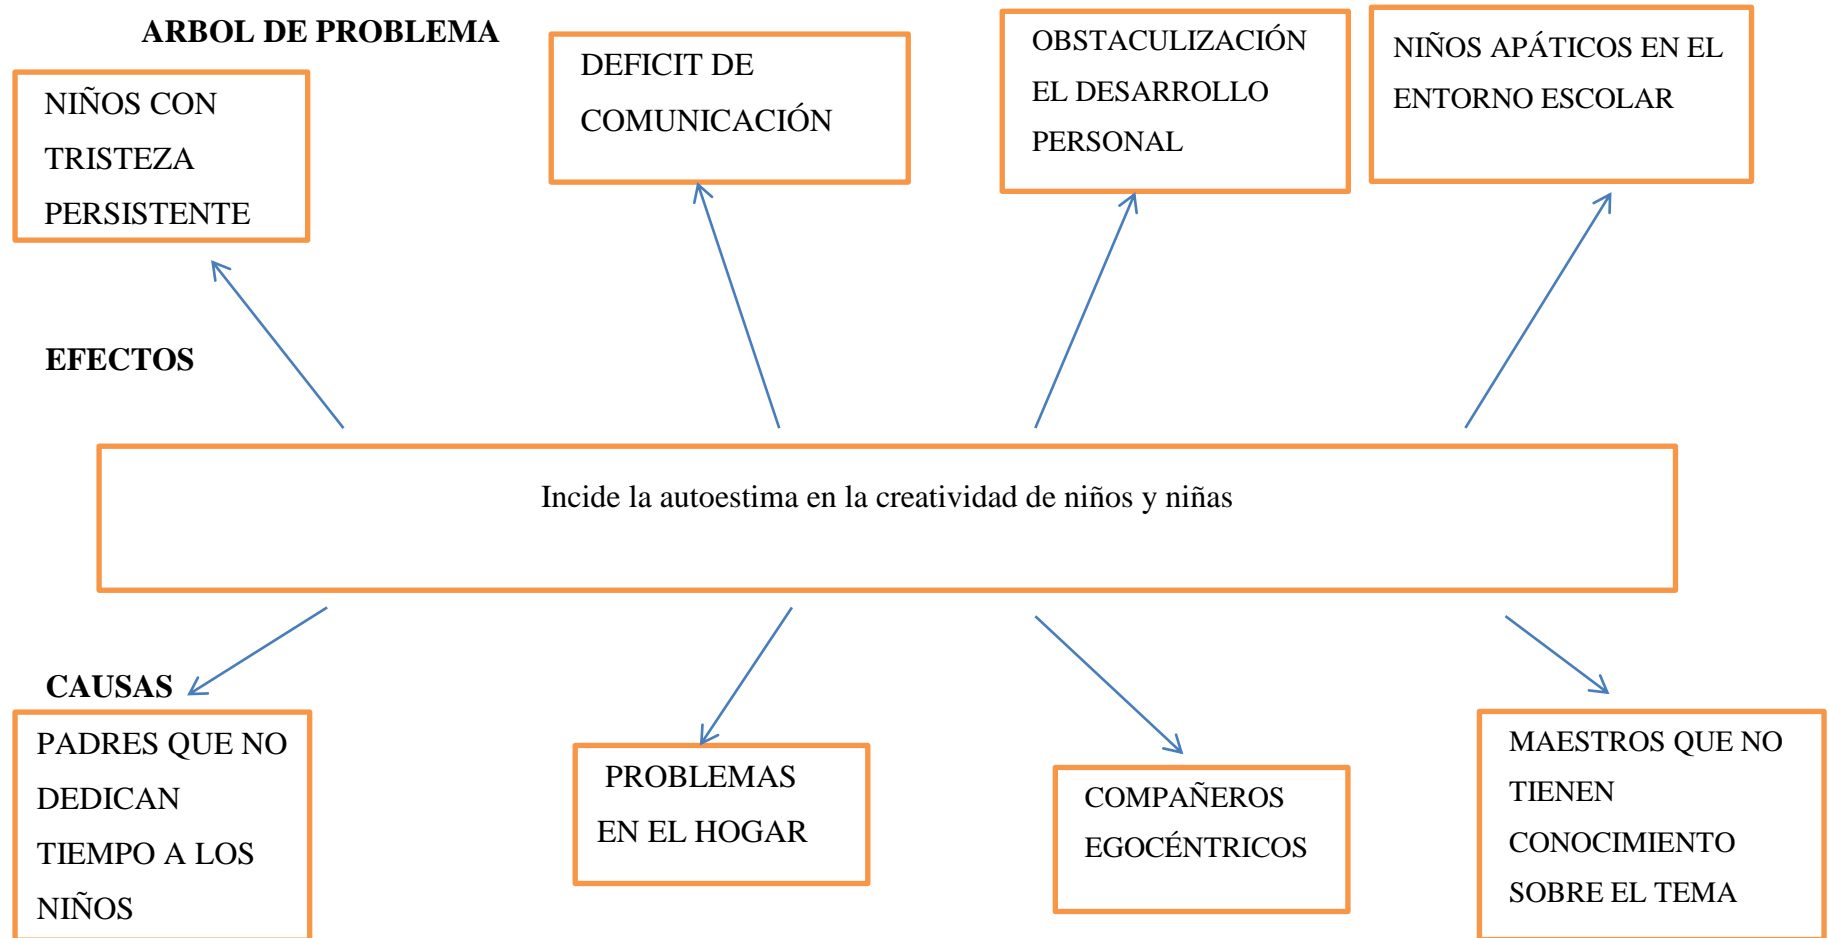 ARBOL DE PROBLEMA
NIÑOS CON
TRISTEZA
PERSISTENTE
DEFICIT DE
COMUNICACIÓN
OBSTACULIZACIÓN
EL DESARROLLO
PERSONAL
NIÑOS APÁTICOS EN EL
ENTORNO ESCOLAR
EFECTOS
Incide la autoestima en la creatividad de niños y niñas
CAUSAS
PADRES QUE NO
DEDICAN
TIEMPO A LOS
NIÑOS
PROBLEMAS
EN EL HOGAR
COMPAÑEROS
EGOCÉNTRICOS
MAESTROS QUE NO
TIENEN
CONOCIMIENTO
SOBRE EL TEMA